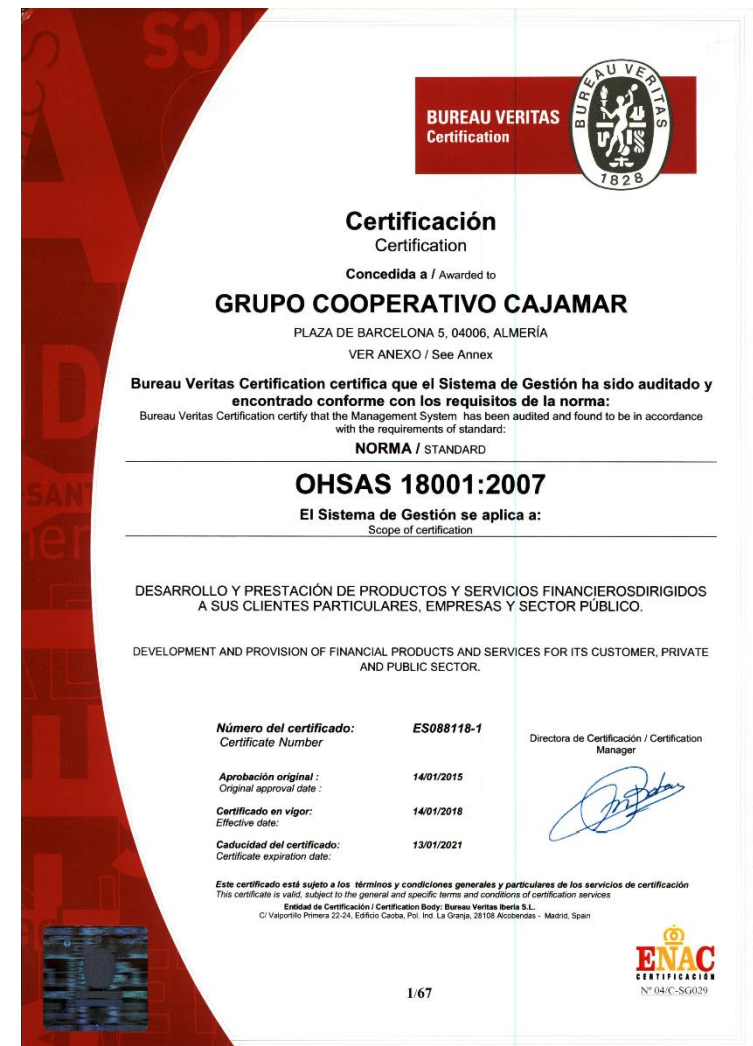 BUREAU VERITAS
Certification
BUREAU VERITAS
1828
Certificación
Certification
Concedida a / Awarded to
GRUPO COOPERATIVO CAJAMAR
PLAZA DE BARCELONA 5, 04006, ALMERÍA
VER ANEXO / See Annex
Bureau Veritas Certification certifica que el Sistema de Gestión ha sido auditado y
encontrado conforme con los requisitos de la norma:
Bureau Veritas Certification certify that the Management System has been audited and found to be in accordance
with the requirements of standard:
NORMA / STANDARD
OHSAS 18001:2007
El Sistema de Gestión se aplica a:
Scope of certification
DESARROLLO Y PRESTACIÓN DE PRODUCTOS Y SERVICIOS FINANCIEROSDIRIGIDOS
A SUS CLIENTES PARTICULARES, EMPRESAS Y SECTOR PÚBLICO.
DEVELOPMENT AND PROVISION OF FINANCIAL PRODUCTS AND SERVICES FOR ITS CUSTOMER, PRIVATE
AND PUBLIC SECTOR.
Número del certificado: ES088118-1
Certificate Number
Directora de Certificación / Certification
Manager
Aprobación original : 14/01/2015
Original approval date :
Certificado en vigor: 14/01/2018
Effective date:
Caducidad del certificado: 13/01/2021
Certificate expiration date:
Este certificado está sujeto a los términos y condiciones generales y particulares de los servicios de certificación
This certificate is valid, subject to the general and specific terms and conditions of certification services
Entidad de Certificación / Certification Body: Bureau Veritas Iberia S.L.
C/ Valportillo Primera 22-24, Edificio Caoba, Pol. Ind. La Granja, 28108 Alcobendas - Madrid, Spain
ENAC
CERTIFICACIÓN
Nº 04/C-SG029
1/67